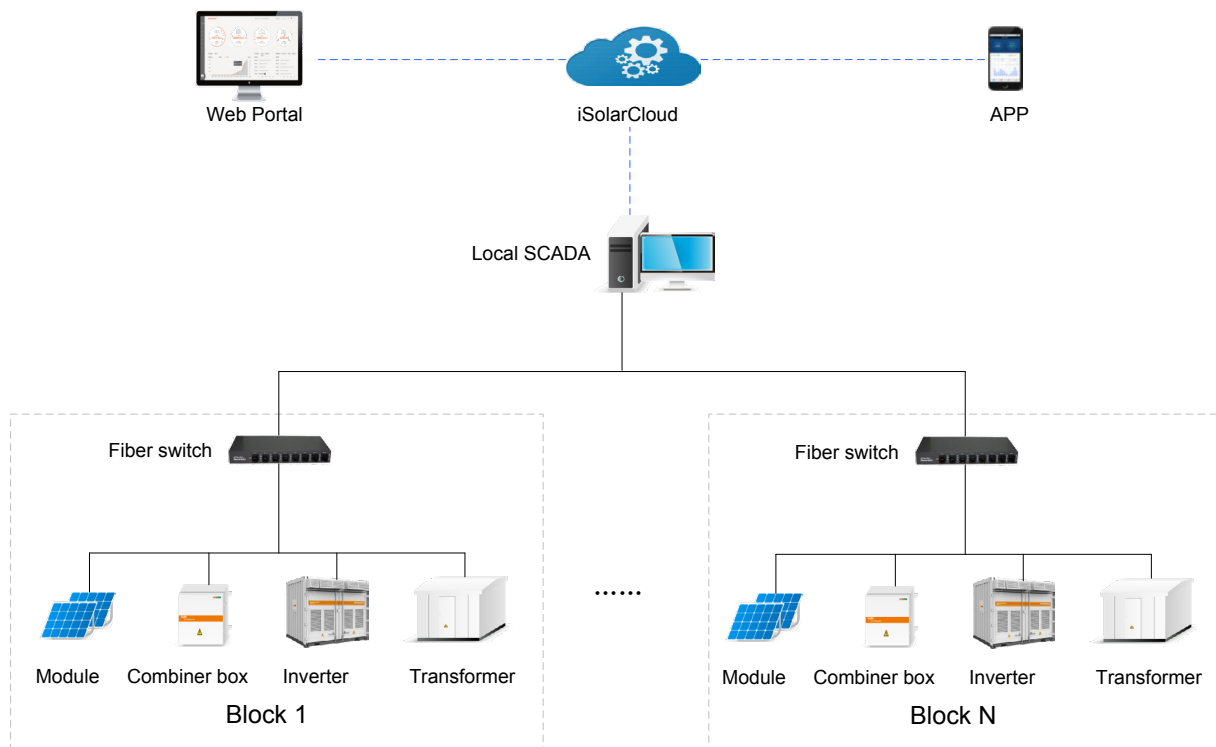 Web Portal
iSolarCloud
APP
Local SCADA
Fiber switch
Fiber switch
......
Module
Combiner box
Inverter
Transformer
Module
Combiner box
Inverter
Transformer
Block 1
Block N